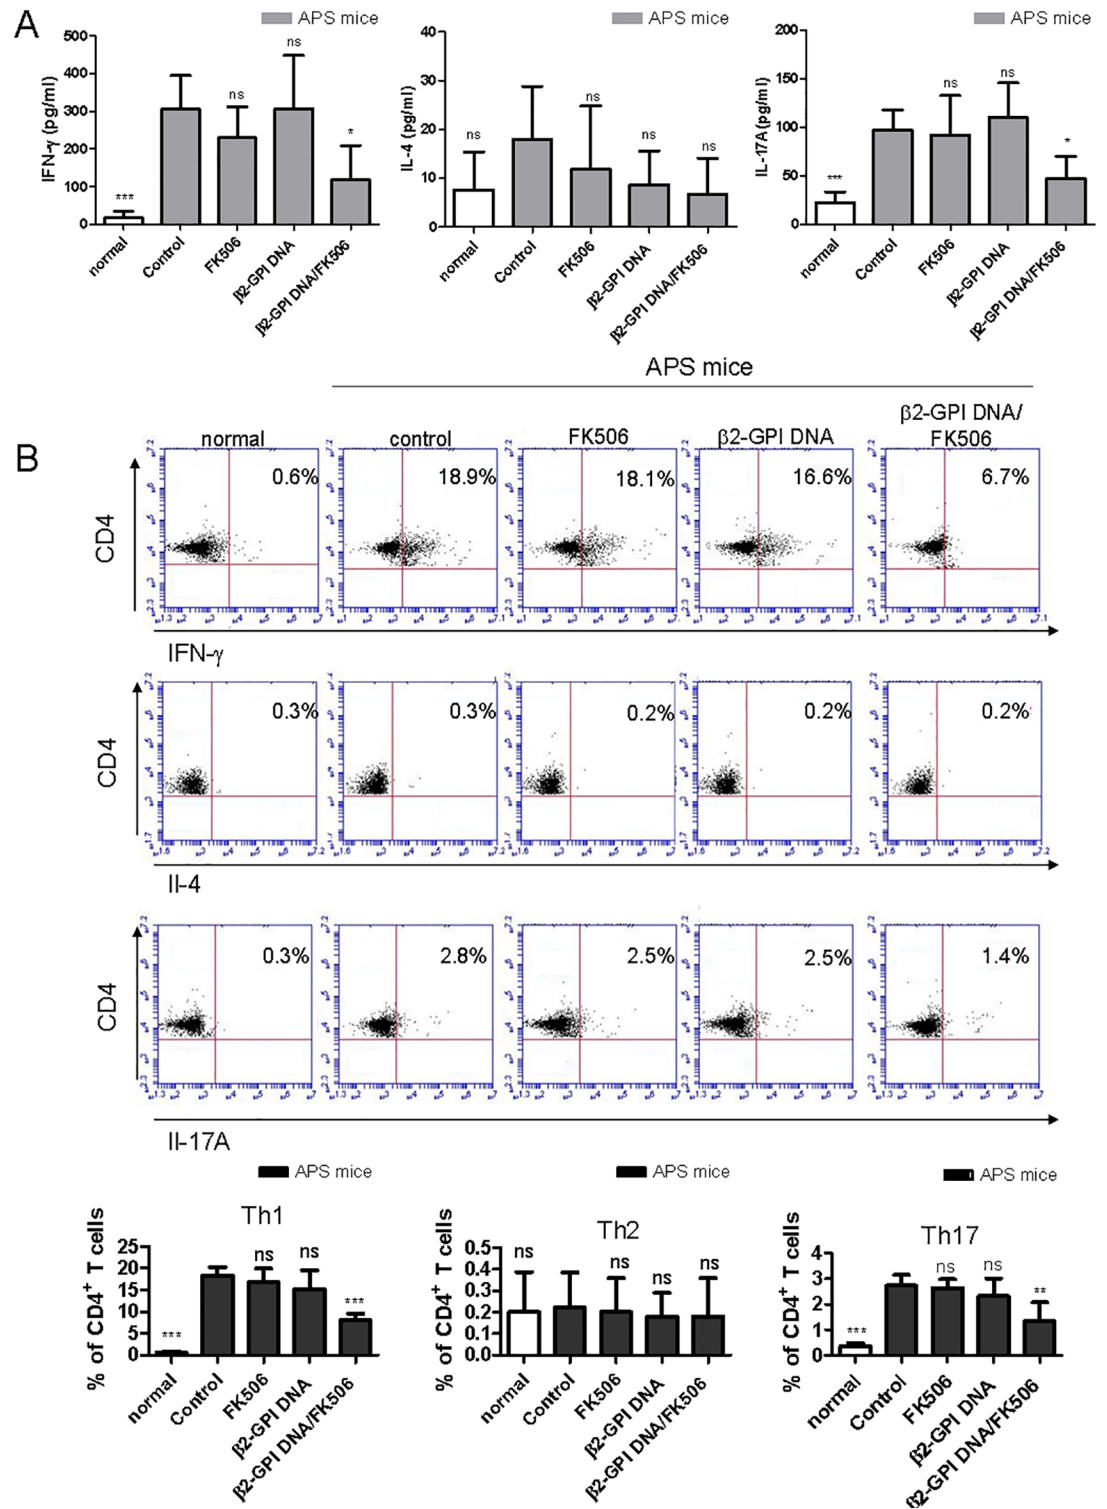 A
APS mice
APS mice
APS mice
IFN-γ (pg/ml)
500
400
300
200
100
0
***
ns
ns
*
normal
Control
FK506
β2-GPI DNA
β2-GPI DNA/FK506
IL-4 (pg/ml)
40
30
20
10
0
ns
ns
ns
ns
normal
Control
FK506
β2-GPI DNA
β2-GPI DNA/FK506
IL-17A (pg/ml)
200
150
100
50
0
***
ns
ns
*
normal
Control
FK506
β2-GPI DNA
β2-GPI DNA/FK506
APS mice
B
normal
control
FK506
β2-GPI DNA
β2-GPI DNA/
FK506
CD4
0.6%
18.9%
18.1%
16.6%
6.7%
IFN-γ
CD4
0.3%
0.3%
0.2%
0.2%
0.2%
Il-4
CD4
0.3%
2.8%
2.5%
2.5%
1.4%
Il-17A
APS mice
APS mice
APS mice
Th1
% of CD4+ T cells
25
20
15
10
5
0
***
ns
ns
***
normal
Control
FK506
β2-GPI DNA
β2-GPI DNA/FK506
Th2
% of CD4+ T cells
0.5
0.4
0.3
0.2
0.1
0.0
ns
ns
ns
ns
normal
Control
FK506
β2-GPI DNA
β2-GPI DNA/FK506
Th17
% of CD4+ T cells
4
3
2
1
0
***
ns
ns
**
normal
Control
FK506
β2-GPI DNA
β2-GPI DNA/FK506